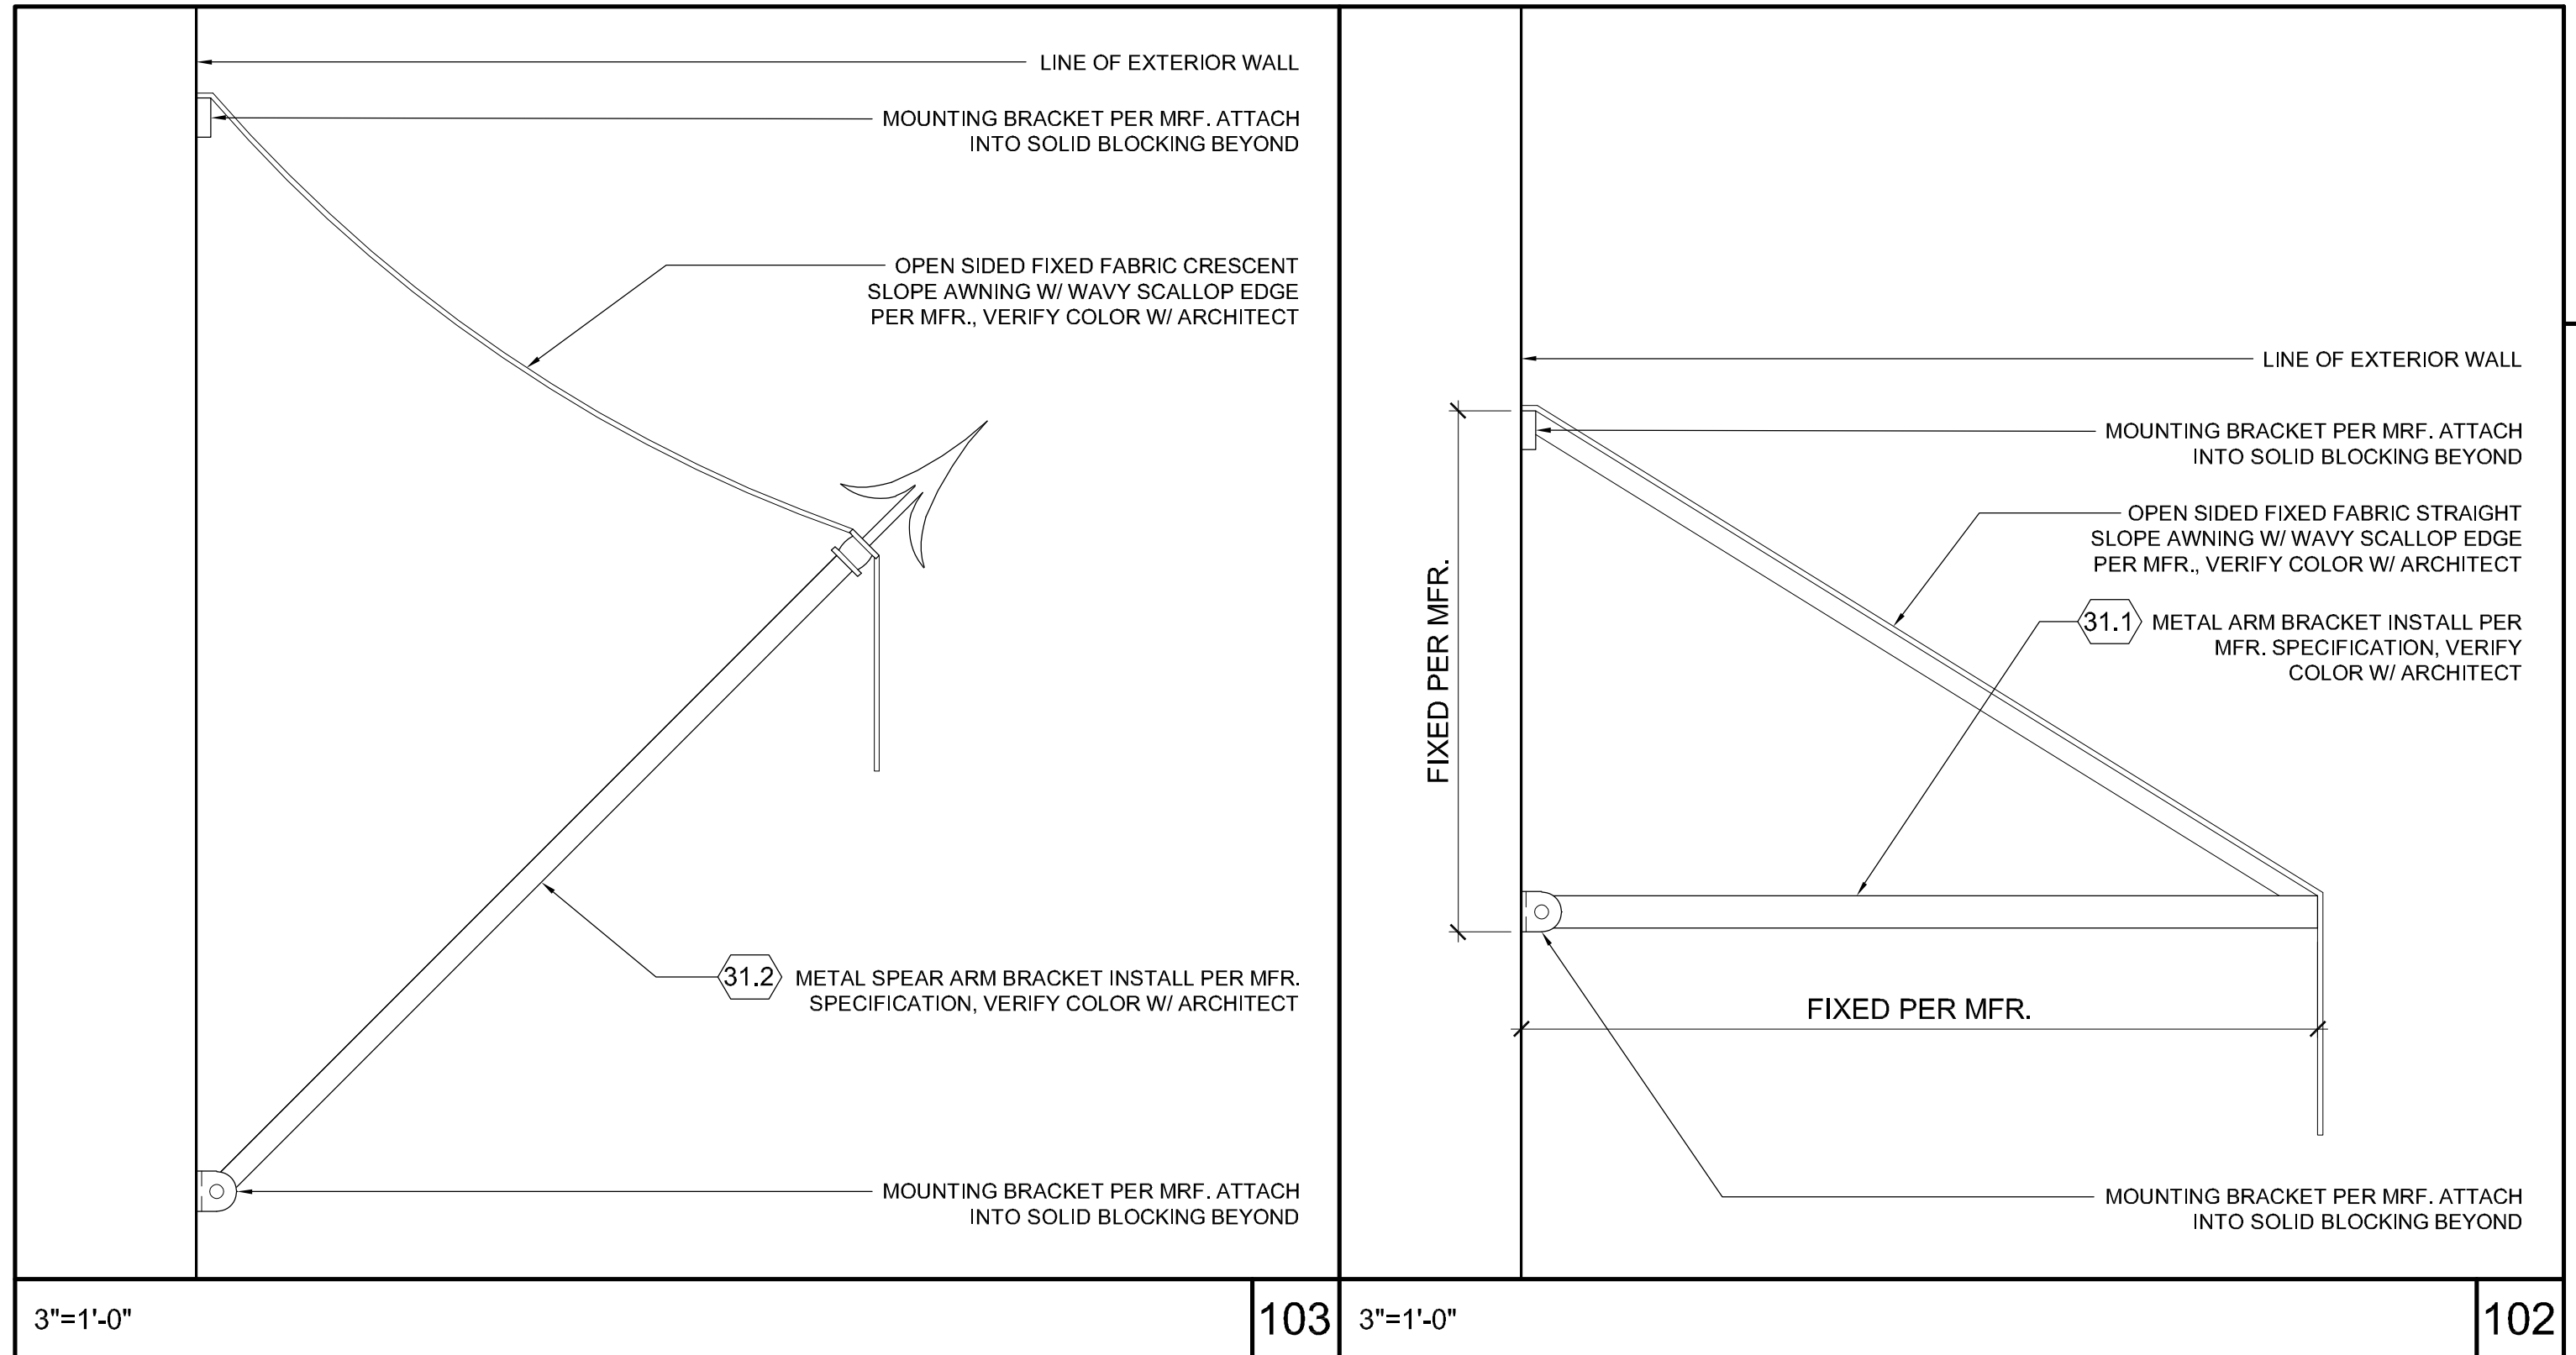 LINE OF EXTERIOR WALL
MOUNTING BRACKET PER MRF. ATTACH
INTO SOLID BLOCKING BEYOND
OPEN SIDED FIXED FABRIC CRESCENT
SLOPE AWNING W/ WAVY SCALLOP EDGE
PER MFR., VERIFY COLOR W/ ARCHITECT
31.2 METAL SPEAR ARM BRACKET INSTALL PER MFR.
SPECIFICATION, VERIFY COLOR W/ ARCHITECT
MOUNTING BRACKET PER MRF. ATTACH
INTO SOLID BLOCKING BEYOND
3"=1'-0"
103
LINE OF EXTERIOR WALL
MOUNTING BRACKET PER MRF. ATTACH
INTO SOLID BLOCKING BEYOND
OPEN SIDED FIXED FABRIC STRAIGHT
SLOPE AWNING W/ WAVY SCALLOP EDGE
PER MFR., VERIFY COLOR W/ ARCHITECT
31.1 METAL ARM BRACKET INSTALL PER
MFR. SPECIFICATION, VERIFY
COLOR W/ ARCHITECT
FIXED PER MFR.
FIXED PER MFR.
MOUNTING BRACKET PER MRF. ATTACH
INTO SOLID BLOCKING BEYOND
3"=1'-0"
102